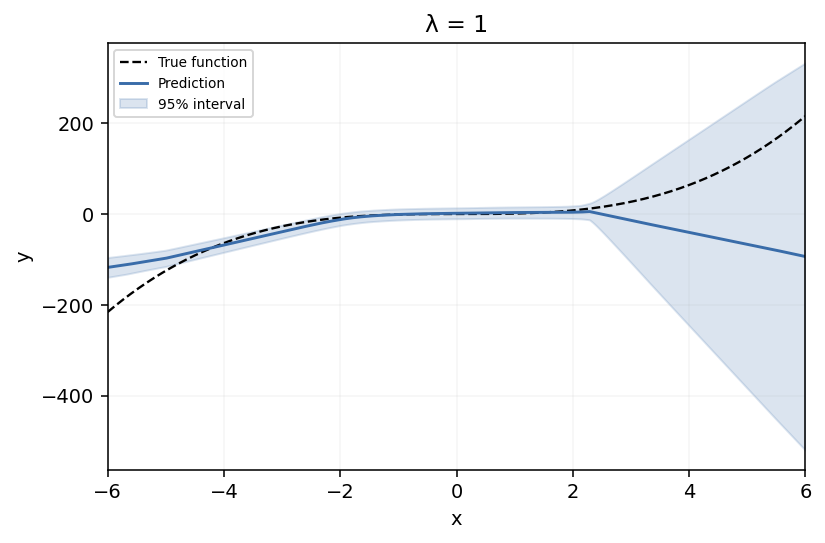 λ = 1
True function
Prediction
95% interval
200
0
−200
−400
y
−6 −4 −2 0 2 4 6
x